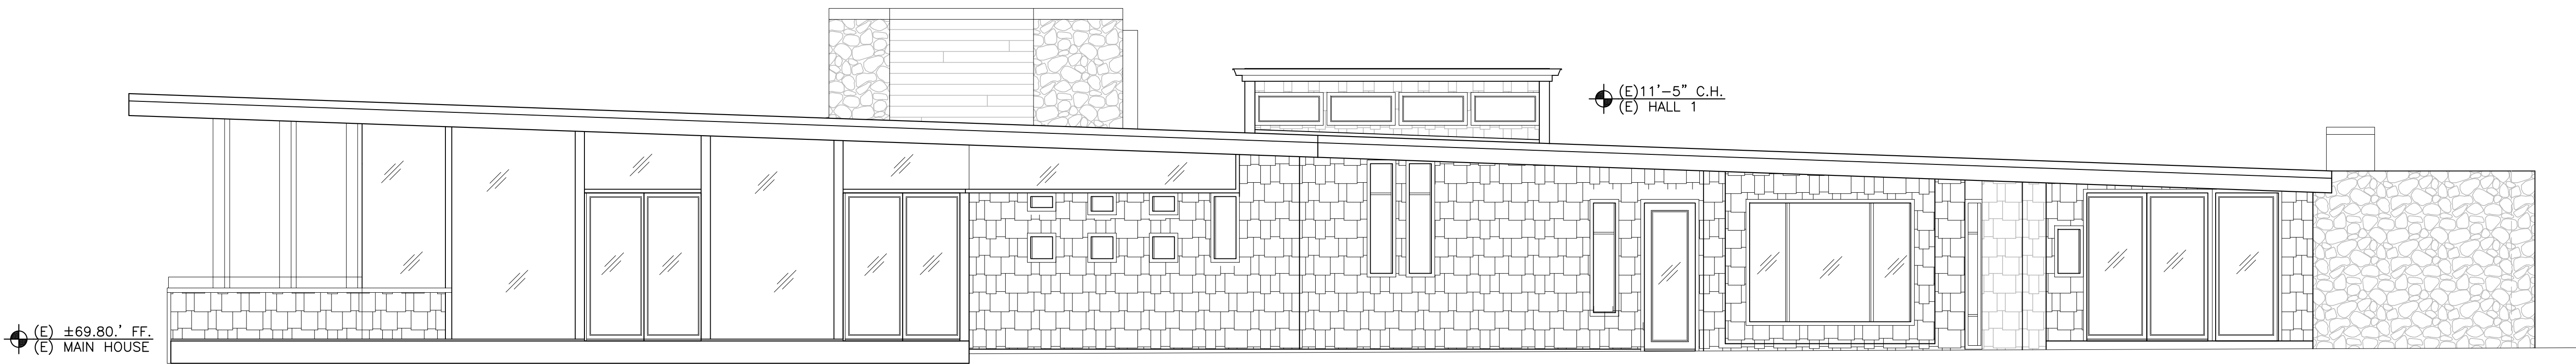 (E)11'-5" C.H.
(E) HALL 1
(E) ±69.80.' FF.
(E) MAIN HOUSE